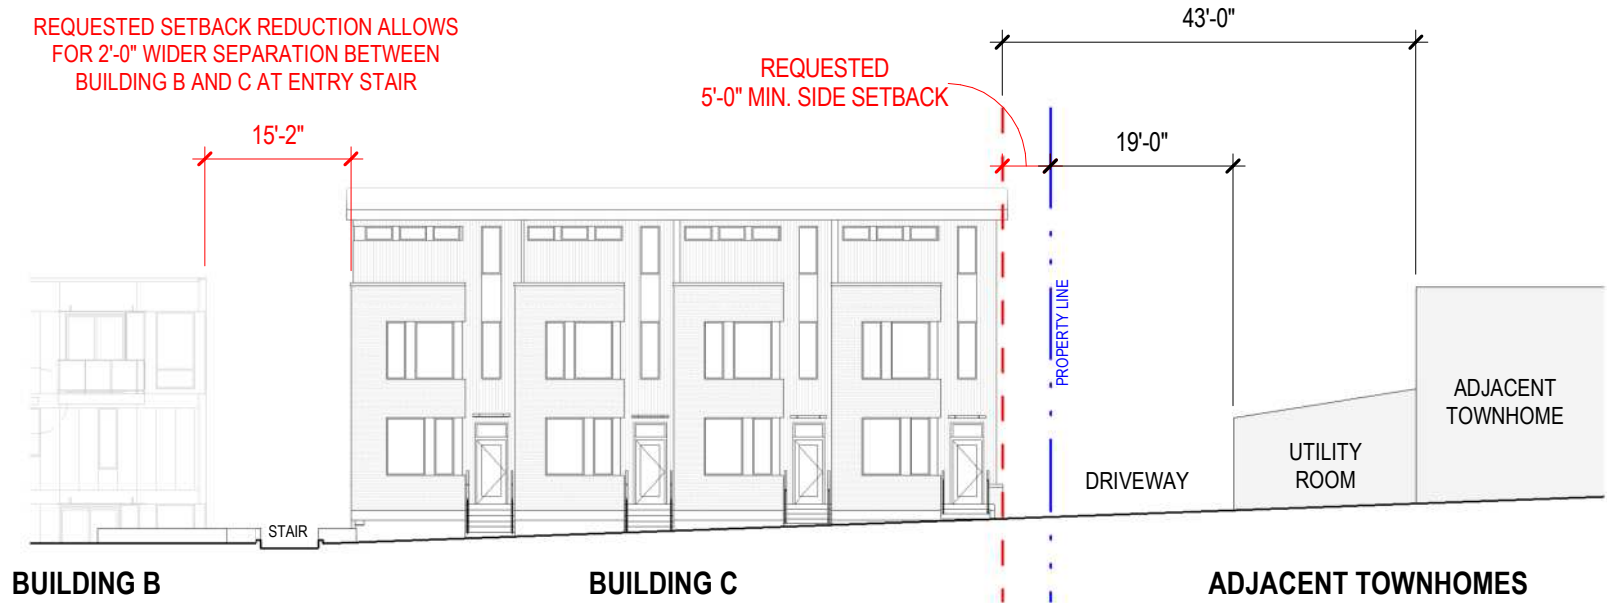 REQUESTED SETBACK REDUCTION ALLOWS
FOR 2'-0" WIDER SEPARATION BETWEEN
BUILDING B AND C AT ENTRY STAIR
15'-2"
REQUESTED
5'-0" MIN. SIDE SETBACK
43'-0"
19'-0"
PROPERTY LINE
ADJACENT
TOWNHOME
UTILITY
ROOM
DRIVEWAY
STAIR
BUILDING B
BUILDING C
ADJACENT TOWNHOMES